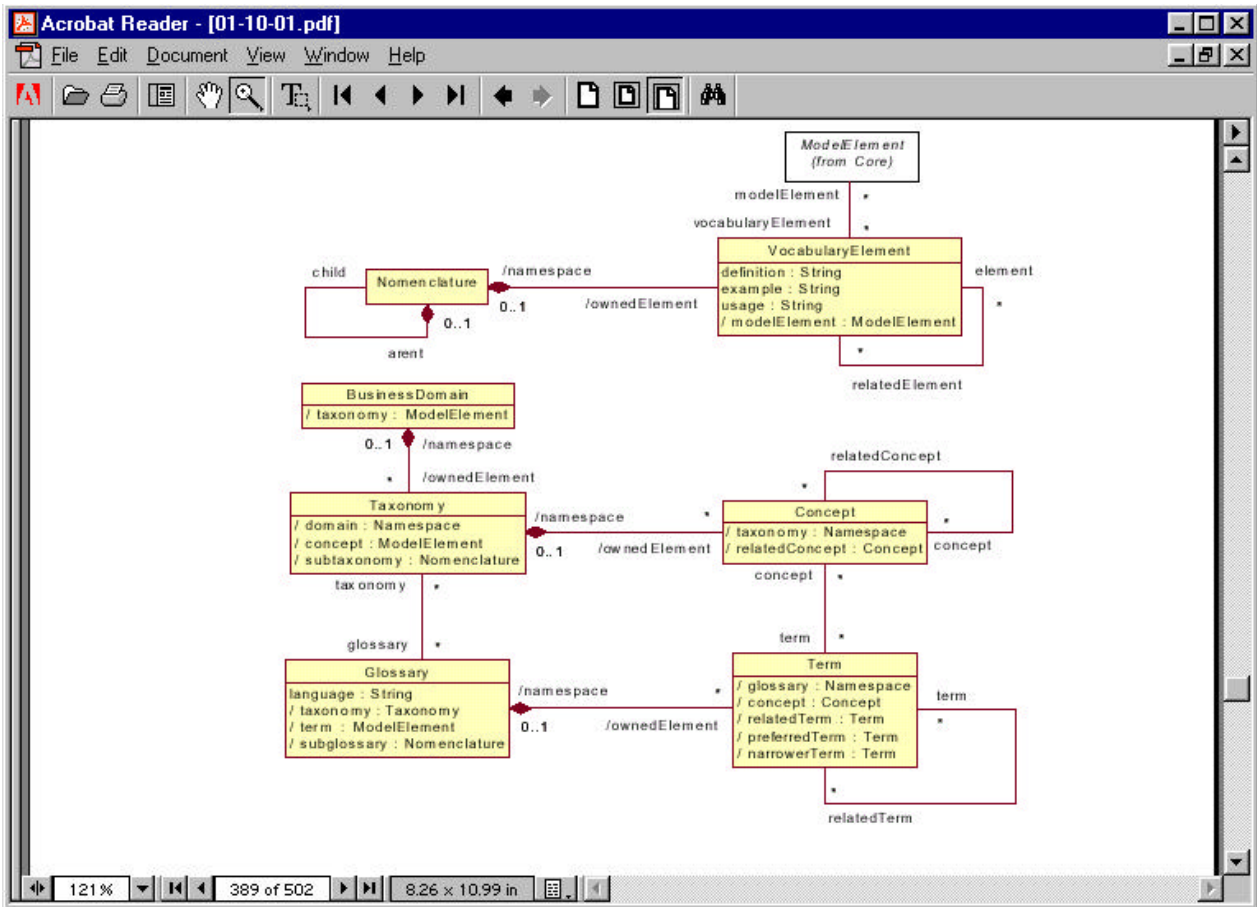 Acrobat Reader - [01-10-01.pdf]
File Edit Document View Window Help
ModelElement
(from Core)
modelElement *
vocabularyElement *
VocabularyElement
definition : String
example : String
usage : String
/ modelElement : ModelElement
element
*
*
relatedElement
child
Nomenclature
/namespace
0..1
/ownedElement
0..1
arent
BusinessDomain
/ taxonomy : ModelElement
0..1 /namespace
* /ownedElement
Taxonomy
/ domain : Namespace
/ concept : ModelElement
/ subtaxonomy : Nomenclature
/namespace *
0..1 /ownedElement
relatedConcept
*
Concept
/ taxonomy : Namespace
/ relatedConcept : Concept
*
concept
concept *
taxonomy *
glossary *
term *
Glossary
language : String
/ taxonomy : Taxonomy
/ term : ModelElement
/ subglossary : Nomenclature
/namespace *
0..1 /ownedElement
Term
/ glossary : Namespace
/ concept : Concept
/ relatedTerm : Term
/ preferredTerm : Term
/ narrowerTerm : Term
term
*
*
relatedTerm
121% 389 of 502 8.26 x 10.99 in